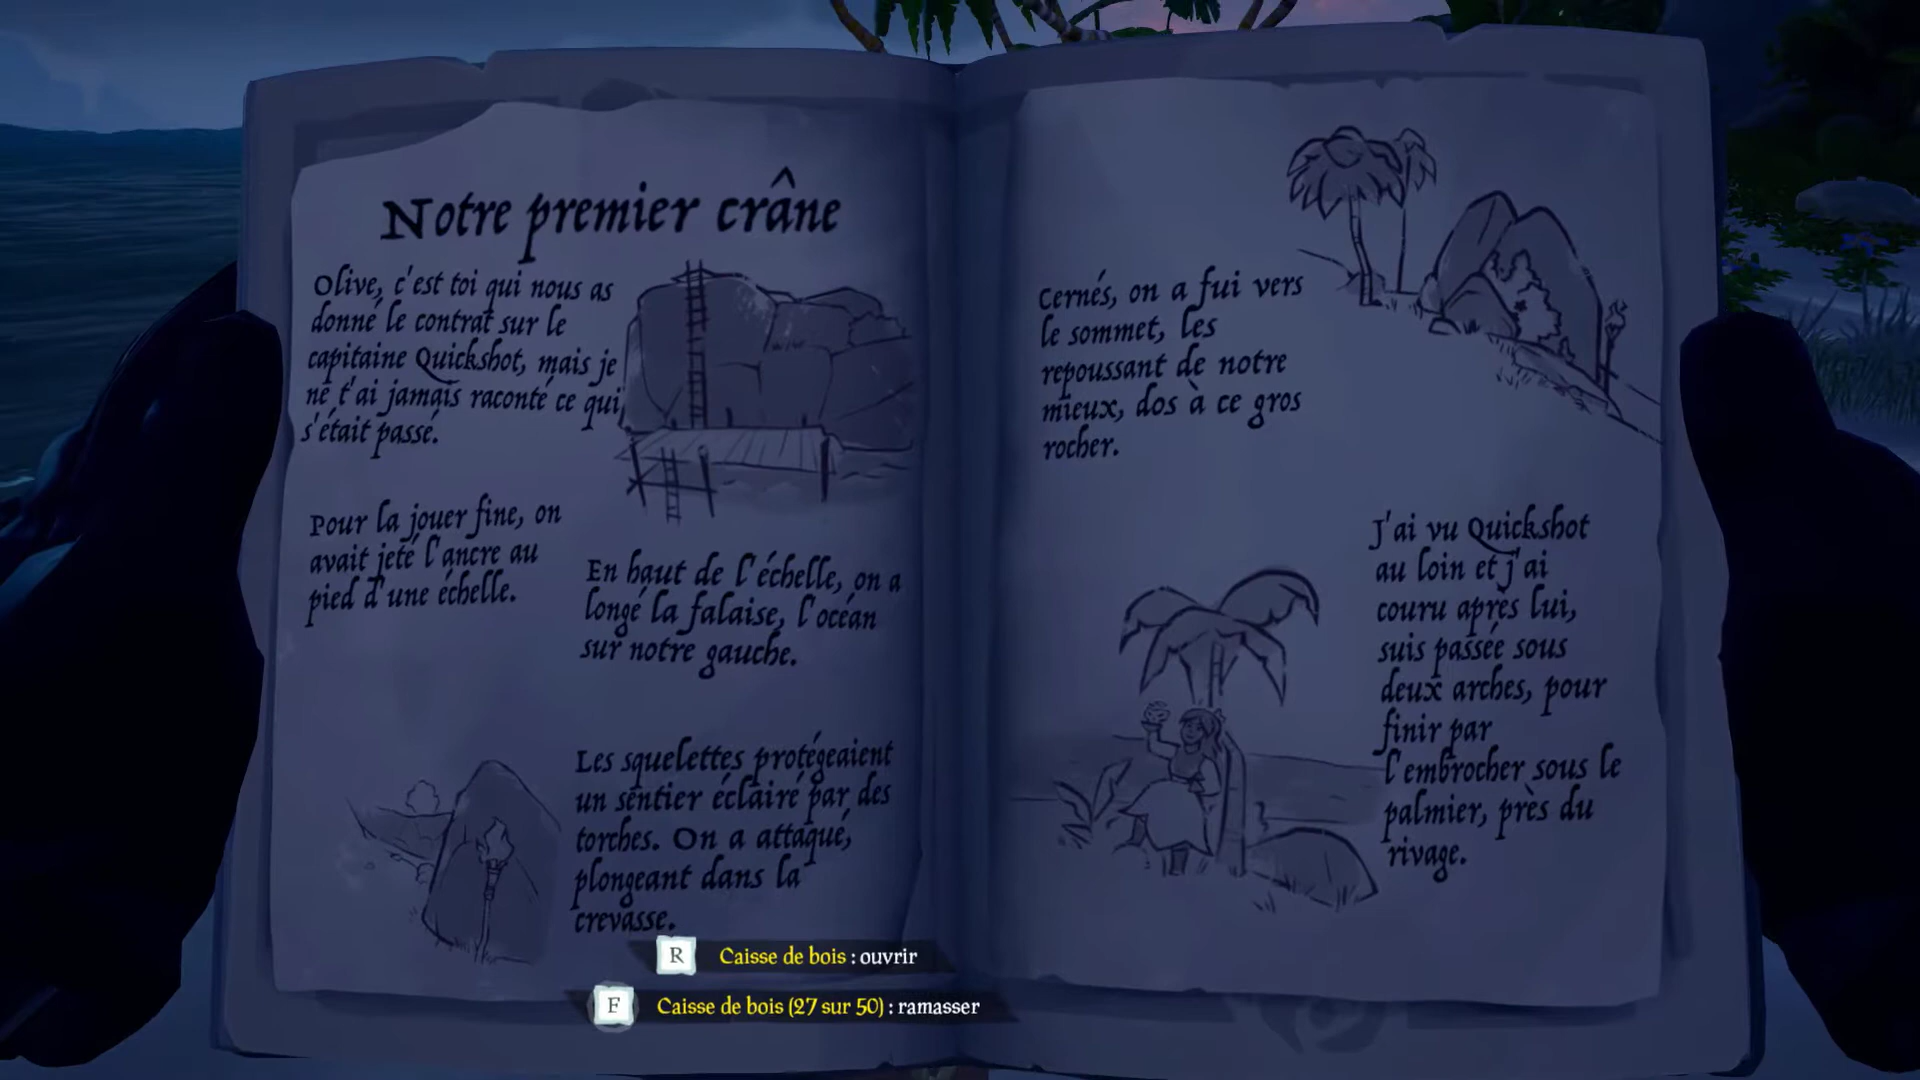 Notre premier crâne
Olive, c'est toi qui nous as
donné le contrat sur le
capitaine Quickshot, mais je
ne t'ai jamais raconté ce qui
s'était passé.
Pour la jouer fine, on
avait jeté l'ancre au
pied d'une échelle.
En haut de l'échelle, on a
longé la falaise, l'océan
sur notre gauche.
Les squelettes protégeaient
un sentier éclairé par des
torches. On a attaqué,
plongeant dans la
crevasse.
Cernés, on a fui vers
le sommet, les
repoussant de notre
mieux, dos à ce gros
rocher.
J'ai vu Quickshot
au loin et j'ai
couru après lui,
suis passée sous
deux arches, pour
finir par
l'embrocher sous le
palmier, près du
rivage.
R Caisse de bois : ouvrir
F Caisse de bois (27 sur 50) : ramasser